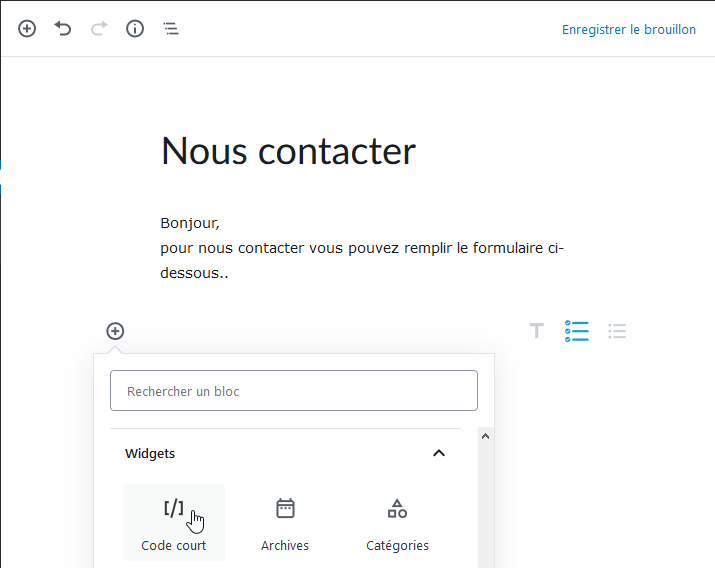 Enregistrer le brouillon
Nous contacter
Bonjour,
pour nous contacter vous pouvez remplir le formulaire ci-
dessous..
T
Rechercher un bloc
Widgets
[/]
Code court
Archives
Catégories